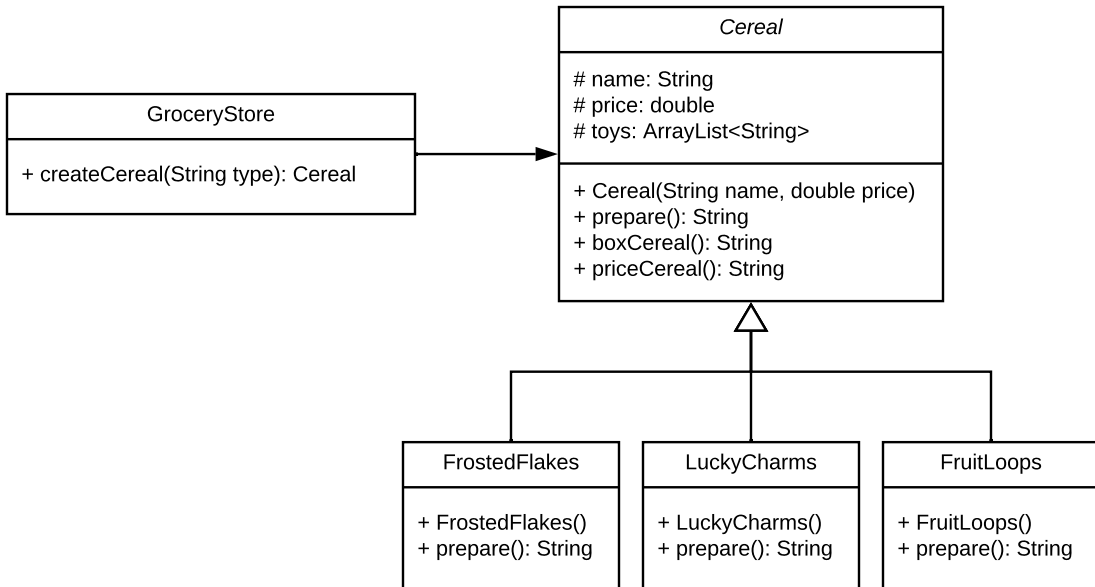 Cereal
# name: String
# price: double
# toys: ArrayList<String>
+ Cereal(String name, double price)
+ prepare(): String
+ boxCereal(): String
+ priceCereal(): String
GroceryStore
+ createCereal(String type): Cereal
FrostedFlakes
+ FrostedFlakes()
+ prepare(): String
LuckyCharms
+ LuckyCharms()
+ prepare(): String
FruitLoops
+ FruitLoops()
+ prepare(): String